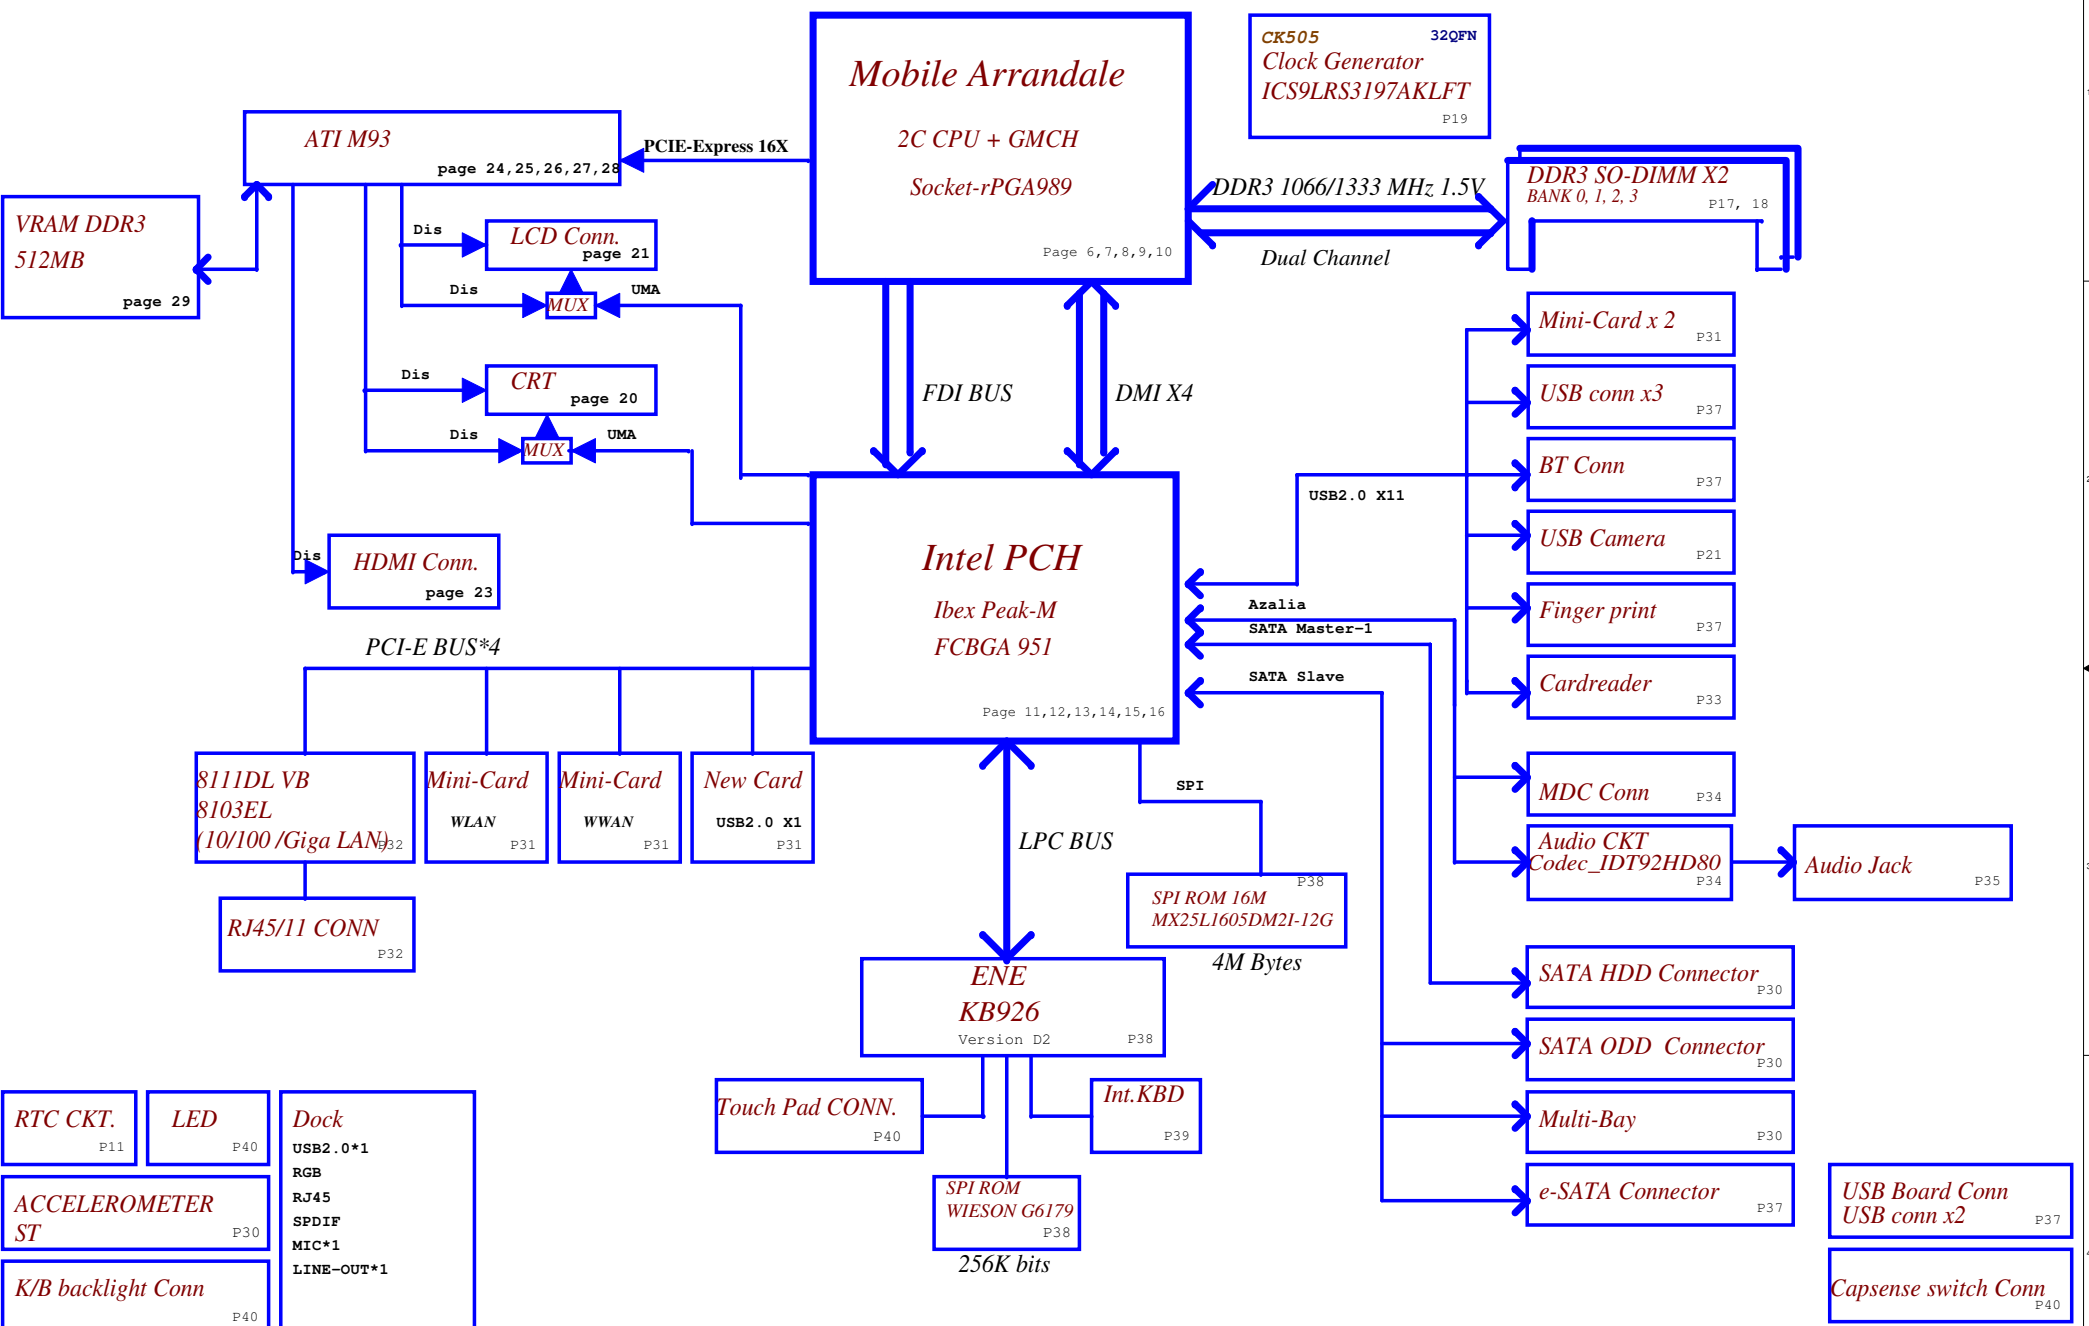 Mobile Arrandale
2C CPU + GMCH
Socket-rPGA989
Page 6,7,8,9,10
CK505
32QFN
Clock Generator
ICS9LRS3197AKLFT
P19
ATI M93
page 24,25,26,27,28
PCIE-Express 16X
DDR3 1066/1333 MHz 1.5V
Dual Channel
DDR3 SO-DIMM X2
BANK 0, 1, 2, 3
P17, 18
VRAM DDR3
512MB
page 29
Dis
LCD Conn.
page 21
Dis
MUX
UMA
Dis
CRT
page 20
Dis
MUX
UMA
Dis
HDMI Conn.
page 23
FDI BUS
DMI X4
Mini-Card x 2
P31
USB conn x3
P37
BT Conn
P37
USB Camera
P21
Finger print
P37
Cardreader
P33
USB2.0 X11
Azalia
SATA Master-1
SATA Slave
Intel PCH
Ibex Peak-M
FCBGA 951
Page 11,12,13,14,15,16
PCI-E BUS*4
8111DL VB
8103EL
(10/100 /Giga LAN)
P32
Mini-Card
WLAN
P31
Mini-Card
WWAN
P31
New Card
USB2.0 X1
P31
RJ45/11 CONN
P32
LPC BUS
SPI
P38
SPI ROM 16M
MX25L1605DM2I-12G
4M Bytes
MDC Conn
P34
Audio CKT
Codec_IDT92HD80
P34
Audio Jack
P35
SATA HDD Connector
P30
SATA ODD  Connector
P30
Multi-Bay
P30
e-SATA Connector
P37
ENE
KB926
Version D2
P38
Touch Pad CONN.
P40
Int.KBD
P39
SPI ROM
WIESON G6179
P38
256K bits
RTC CKT.
P11
LED
P40
ACCELEROMETER
ST
P30
K/B backlight Conn
P40
Dock
USB2.0*1
RGB
RJ45
SPDIF
MIC*1
LINE-OUT*1
USB Board Conn
USB conn x2
P37
Capsense switch Conn
P40